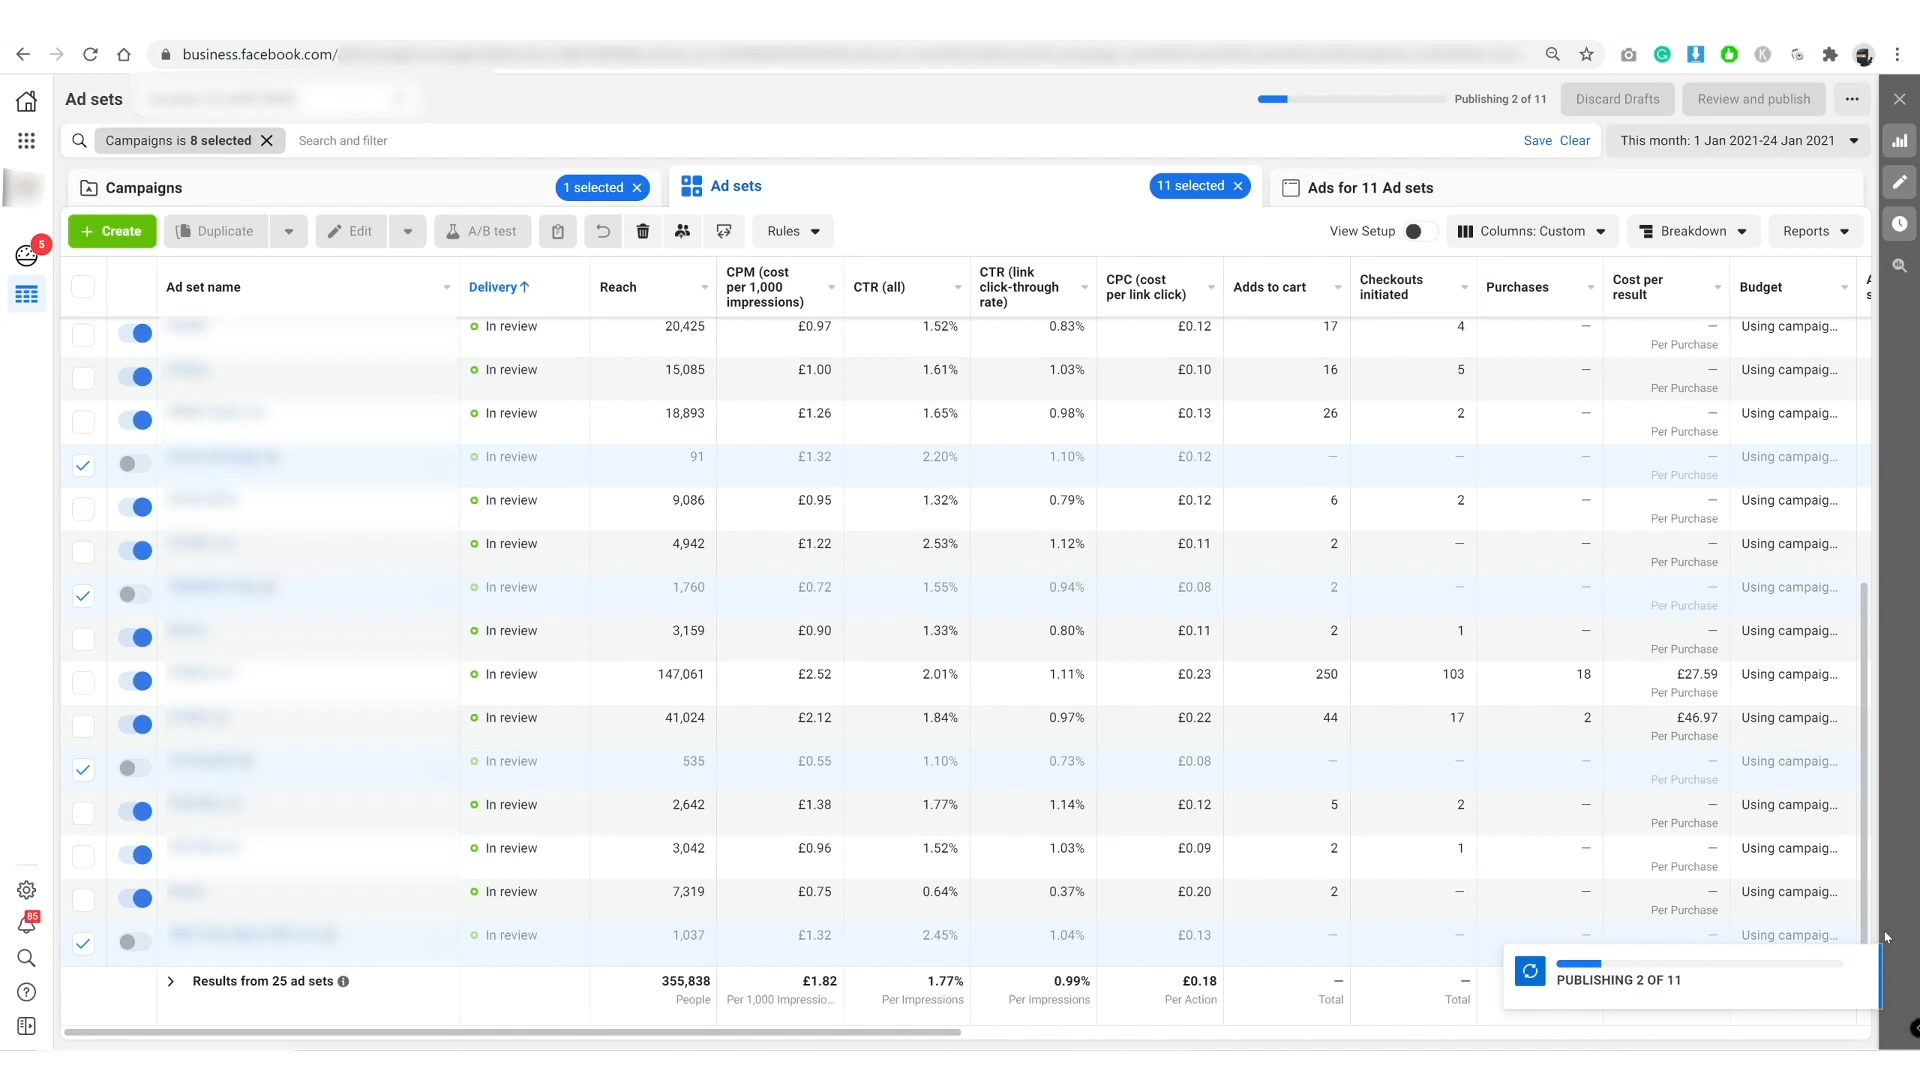 business.facebook.com/
Ad sets
Publishing 2 of 11
Discard Drafts
Review and publish
Campaigns is 8 selected
Search and filter
Save Clear
This month: 1 Jan 2021-24 Jan 2021
Campaigns
1 selected
Ad sets
11 selected
Ads for 11 Ad sets
5
+ Create
Duplicate
Edit
A/B test
Rules
View Setup
Columns: Custom
Breakdown
Reports
Ad set name
Delivery↑
Reach
CPM (cost
per 1,000
impressions)
CTR (all)
CTR (link
click-through
rate)
CPC (cost
per link click)
Adds to cart
Checkouts
initiated
Purchases
Cost per
result
Budget
In review 20,425 £0.97 1.52% 0.83% £0.12 17 4 — — Using campaig...
Per Purchase
In review 15,085 £1.00 1.61% 1.03% £0.10 16 5 — — Using campaig...
Per Purchase
In review 18,893 £1.26 1.65% 0.98% £0.13 26 2 — — Using campaig...
Per Purchase
In review 91 £1.32 2.20% 1.10% £0.12 — — — — Using campaig...
Per Purchase
In review 9,086 £0.95 1.32% 0.79% £0.12 6 2 — — Using campaig...
Per Purchase
In review 4,942 £1.22 2.53% 1.12% £0.11 2 — — — Using campaig...
Per Purchase
In review 1,760 £0.72 1.55% 0.94% £0.08 2 — — — Using campaig...
Per Purchase
In review 3,159 £0.90 1.33% 0.80% £0.11 2 1 — — Using campaig...
Per Purchase
In review 147,061 £2.52 2.01% 1.11% £0.23 250 103 18 £27.59 Using campaig...
Per Purchase
In review 41,024 £2.12 1.84% 0.97% £0.22 44 17 2 £46.97 Using campaig...
Per Purchase
In review 535 £0.55 1.10% 0.73% £0.08 — — — — Using campaig...
Per Purchase
In review 2,642 £1.38 1.77% 1.14% £0.12 5 2 — — Using campaig...
Per Purchase
In review 3,042 £0.96 1.52% 1.03% £0.09 2 1 — — Using campaig...
Per Purchase
In review 7,319 £0.75 0.64% 0.37% £0.20 2 — — — Using campaig...
Per Purchase
In review 1,037 £1.32 2.45% 1.04% £0.13 — — — — Using campaig...
Results from 25 ad sets 355,838 £1.82 1.77% 0.99% £0.18 — —
People Per 1,000 Impressio... Per Impressions Per Impressions Per Action Total Total
PUBLISHING 2 OF 11
85